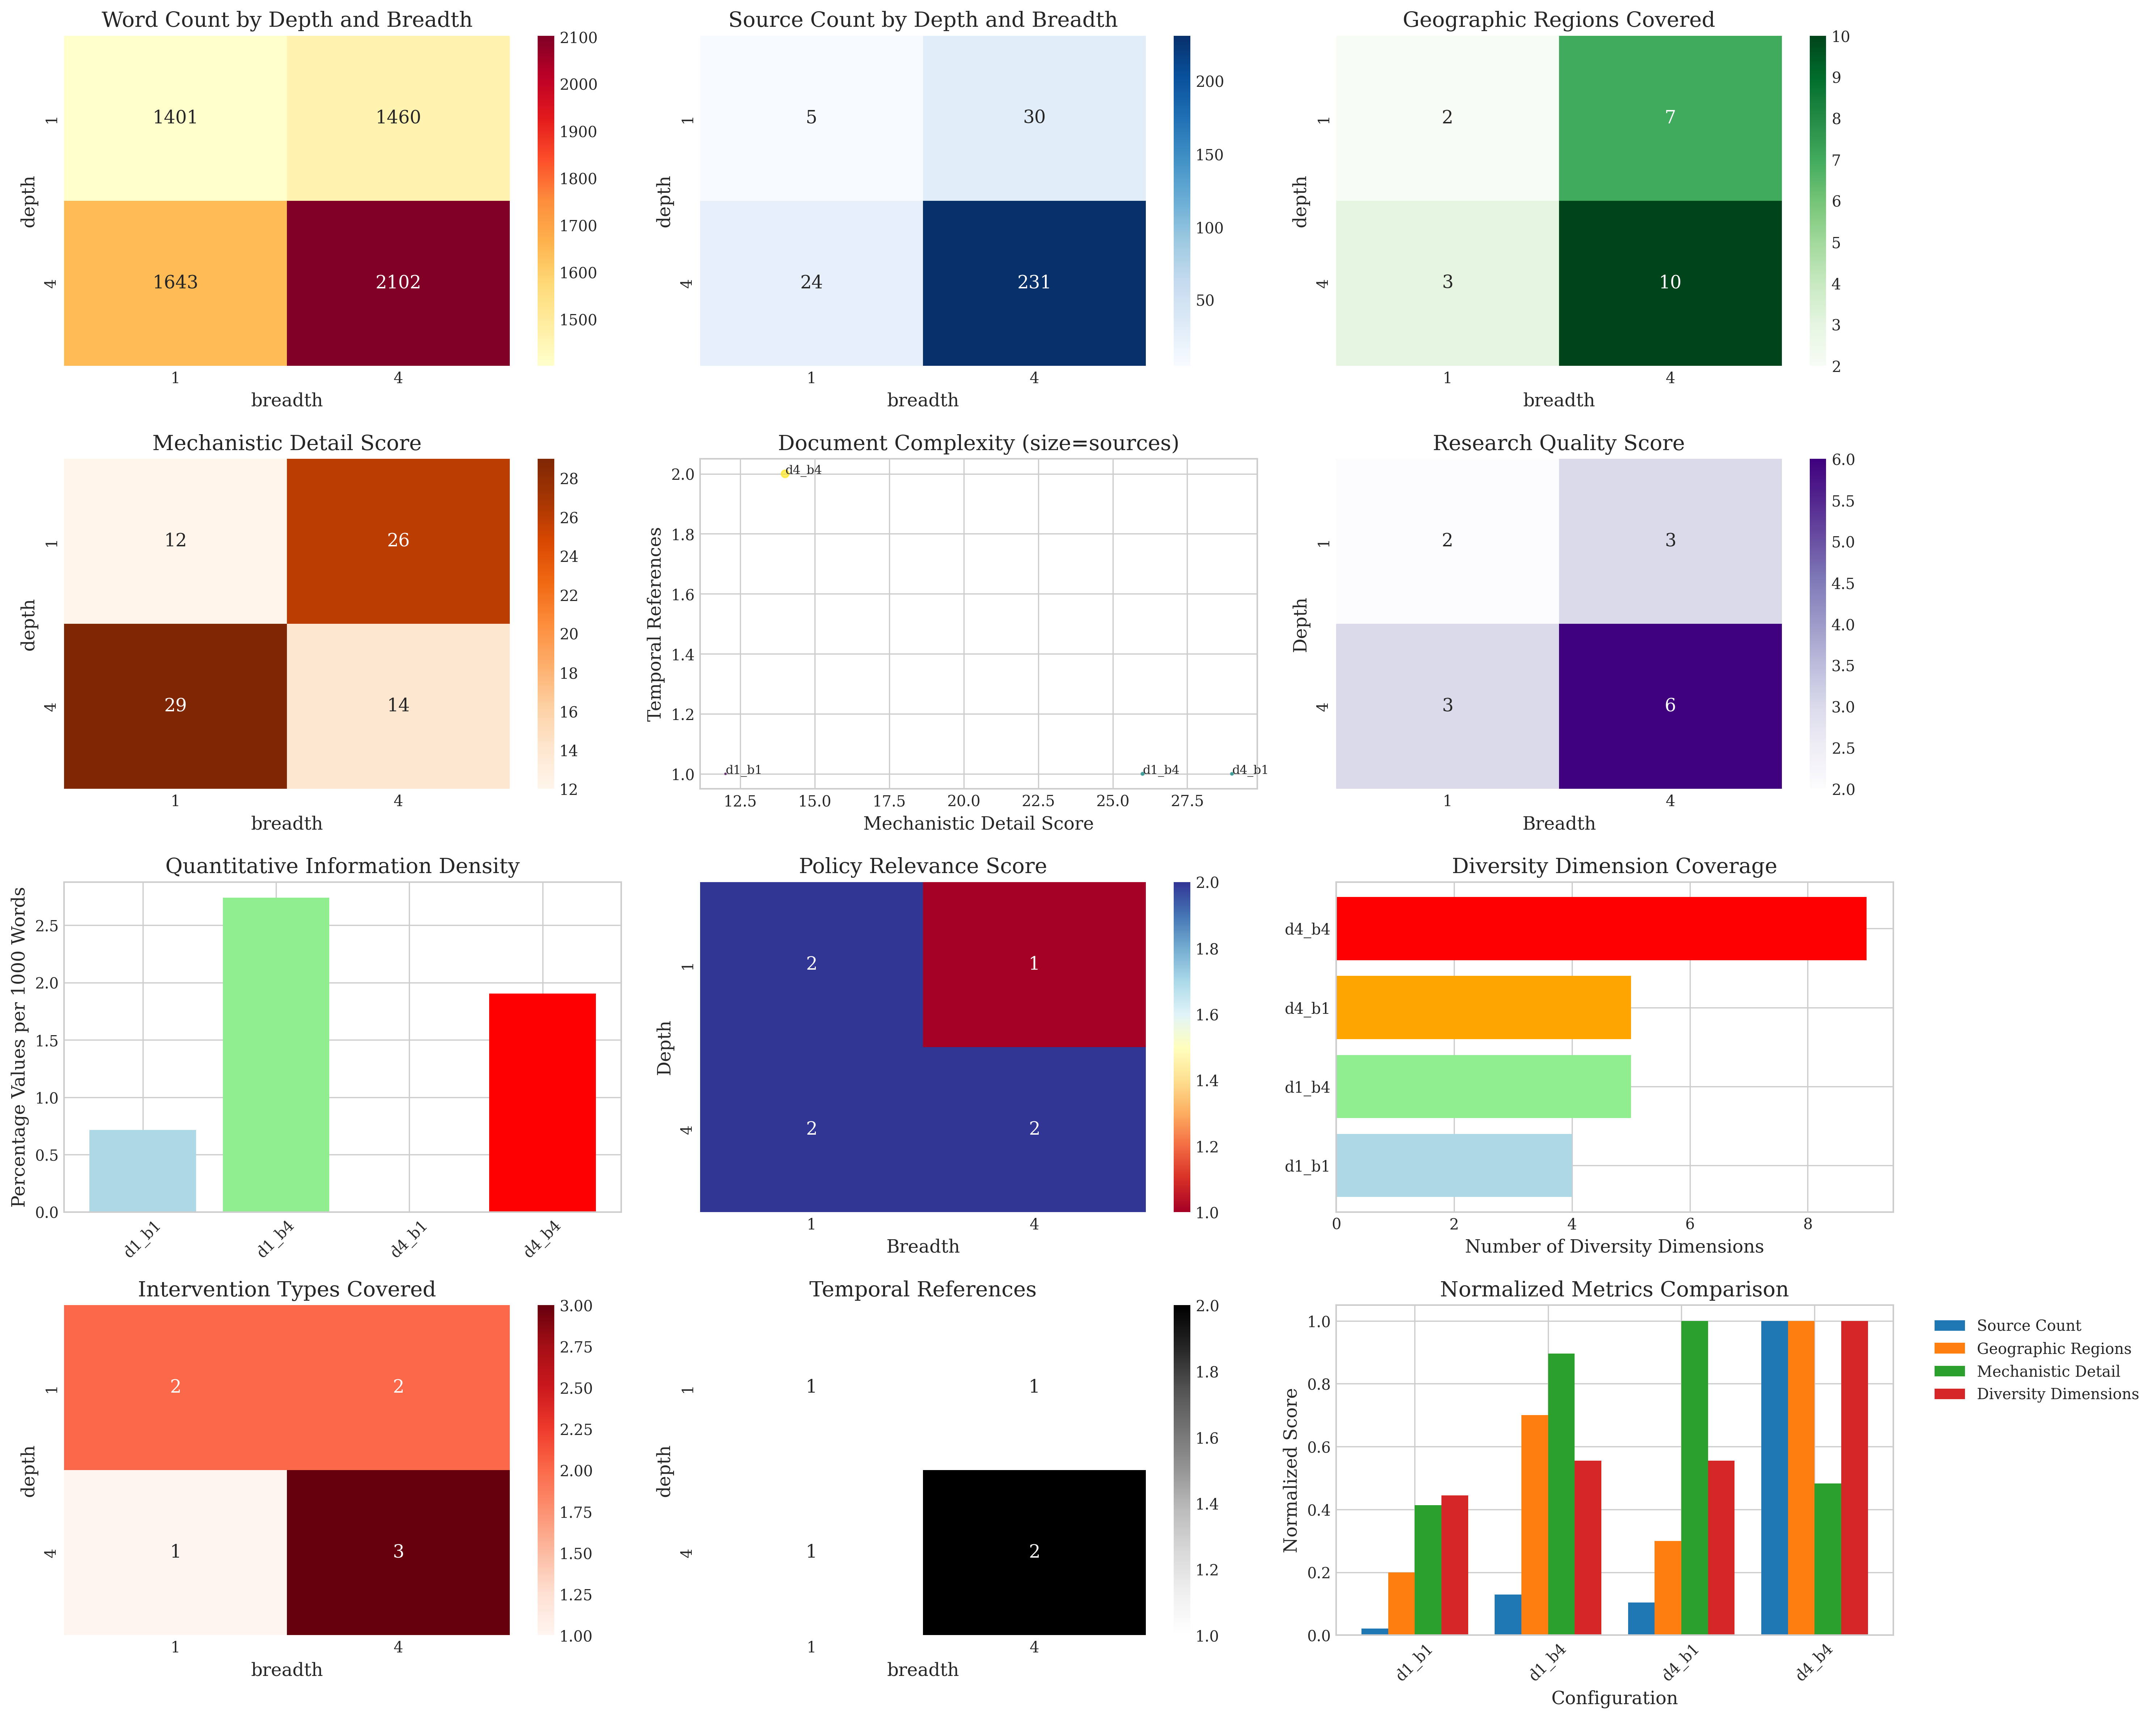 Word Count by Depth and Breadth
1401 1460
1643 2102
1
4
depth
1 4
breadth
2100
2000
1900
1800
1700
1600
1500
Source Count by Depth and Breadth
5 30
24 231
1
4
depth
1 4
breadth
200
150
100
50
Geographic Regions Covered
2 7
3 10
1
4
depth
1 4
breadth
10
9
8
7
6
5
4
3
2
Mechanistic Detail Score
12 26
29 14
1
4
depth
1 4
breadth
28
26
24
22
20
18
16
14
12
Document Complexity (size=sources)
Temporal References
2.0
1.8
1.6
1.4
1.2
1.0
d4_b4
d1_b1
d1_b4
d4_b1
12.5 15.0 17.5 20.0 22.5 25.0 27.5
Mechanistic Detail Score
Research Quality Score
2 3
3 6
1
4
Depth
1 4
Breadth
6.0
5.5
5.0
4.5
4.0
3.5
3.0
2.5
2.0
Quantitative Information Density
Percentage Values per 1000 Words
2.5
2.0
1.5
1.0
0.5
0.0
d1_b1 d1_b4 d4_b1 d4_b4
Policy Relevance Score
2 1
2 2
1
4
Depth
1 4
Breadth
2.0
1.8
1.6
1.4
1.2
1.0
Diversity Dimension Coverage
d4_b4
d4_b1
d1_b4
d1_b1
0 2 4 6 8
Number of Diversity Dimensions
Intervention Types Covered
2 2
1 3
1
4
depth
1 4
breadth
3.00
2.75
2.50
2.25
2.00
1.75
1.50
1.25
1.00
Temporal References
1 1
1 2
1
4
depth
1 4
breadth
2.0
1.8
1.6
1.4
1.2
1.0
Normalized Metrics Comparison
Normalized Score
1.0
0.8
0.6
0.4
0.2
0.0
d1_b1 d1_b4 d4_b1 d4_b4
Configuration
Source Count
Geographic Regions
Mechanistic Detail
Diversity Dimensions